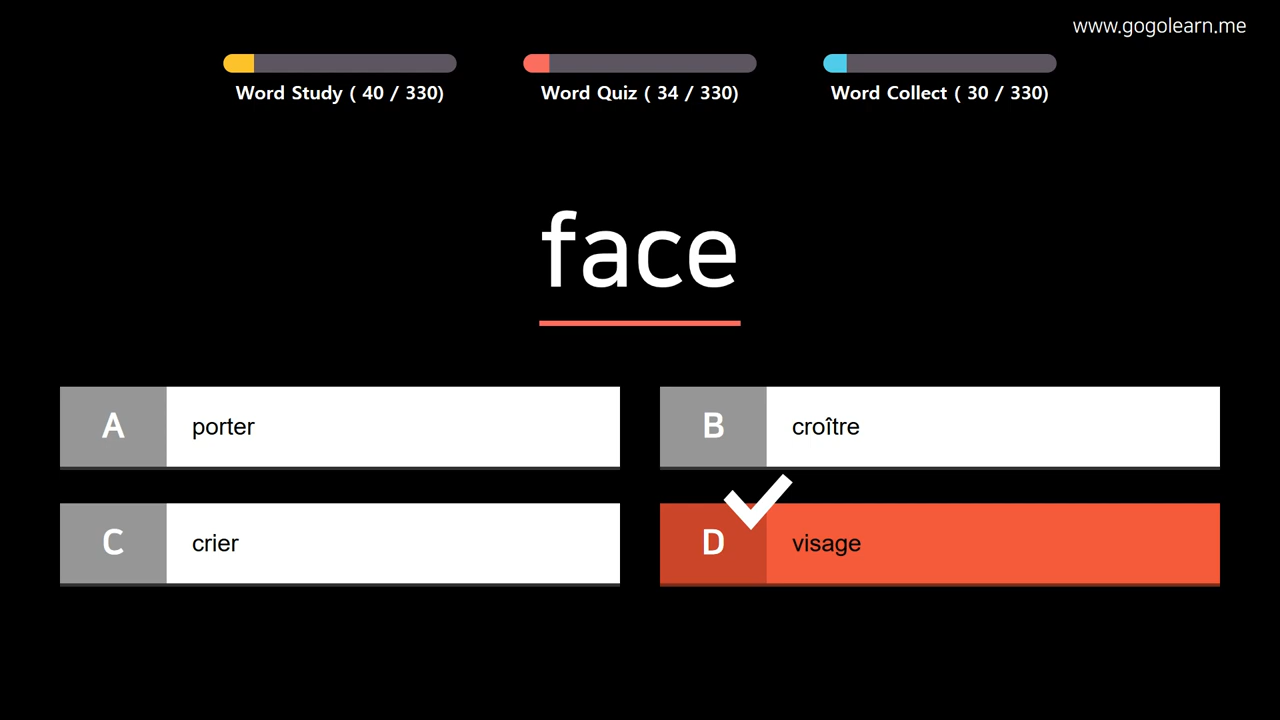 www.gogolearn.me
Word Study ( 40 / 330)
Word Quiz ( 34 / 330)
Word Collect ( 30 / 330)
face
A porter
B croître
C crier
D visage